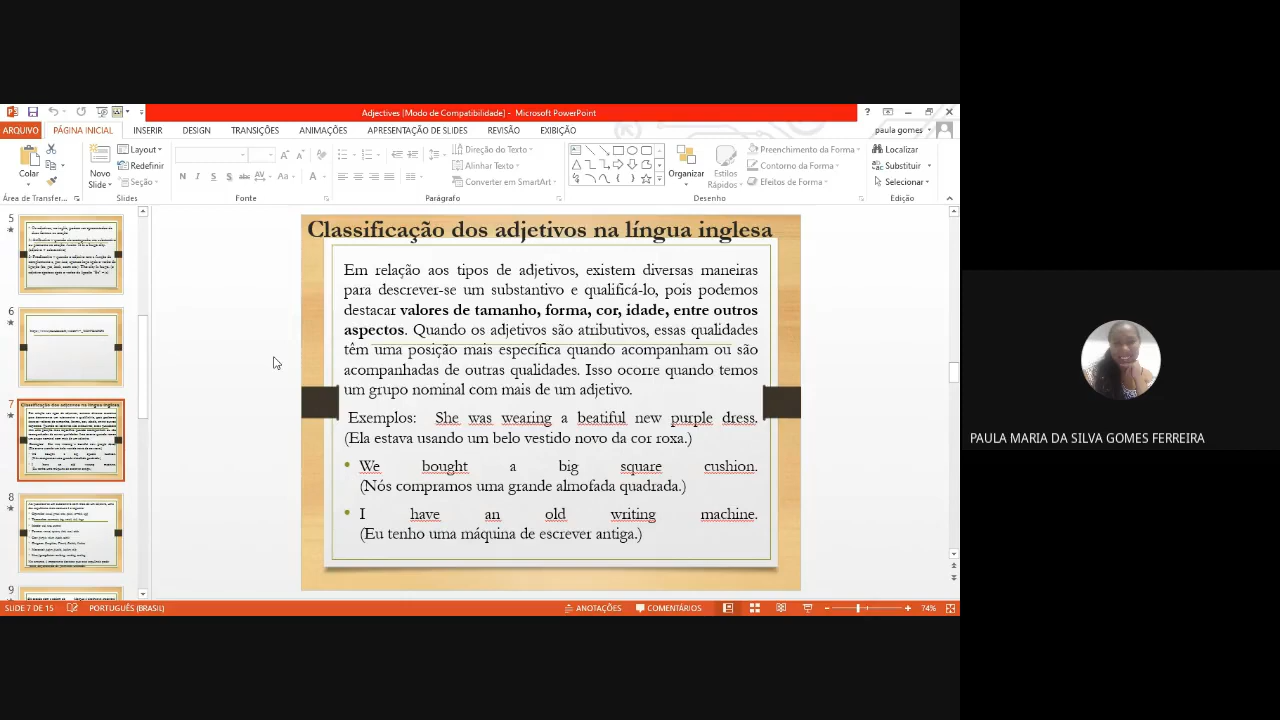 Adjectives [Modo de Compatibilidade] - Microsoft PowerPoint
ARQUIVO PÁGINA INICIAL INSERIR DESIGN TRANSIÇÕES ANIMAÇÕES APRESENTAÇÃO DE SLIDES REVISÃO EXIBIÇÃO paula gomes
Colar
Área de Transfer...
Novo
Slide
Layout
Redefinir
Seção
Slides
N I S S abc AV Aa A
Fonte
Direção do Texto
Alinhar Texto
Converter em SmartArt
Parágrafo
Organizar
Estilos
Rápidos
Preenchimento da Forma
Contorno da Forma
Efeitos de Forma
Desenho
Localizar
Substituir
Selecionar
Edição
5
6
7
8
9
Classificação dos adjetivos na língua inglesa
Em relação aos tipos de adjetivos, existem diversas maneiras
para descrever-se um substantivo e qualificá-lo, pois podemos
destacar valores de tamanho, forma, cor, idade, entre outros
aspectos. Quando os adjetivos são atributivos, essas qualidades
têm uma posição mais específica quando acompanham ou são
acompanhadas de outras qualidades. Isso ocorre quando temos
um grupo nominal com mais de um adjetivo.
Exemplos: She was wearing a beatiful new purple dress.
(Ela estava usando um belo vestido novo da cor roxa.)
• We bought a big square cushion.
(Nós compramos uma grande almofada quadrada.)
• I have an old writing machine.
(Eu tenho uma máquina de escrever antiga.)
SLIDE 7 DE 15 PORTUGUÊS (BRASIL) ANOTAÇÕES COMENTÁRIOS 74%
PAULA MARIA DA SILVA GOMES FERREIRA